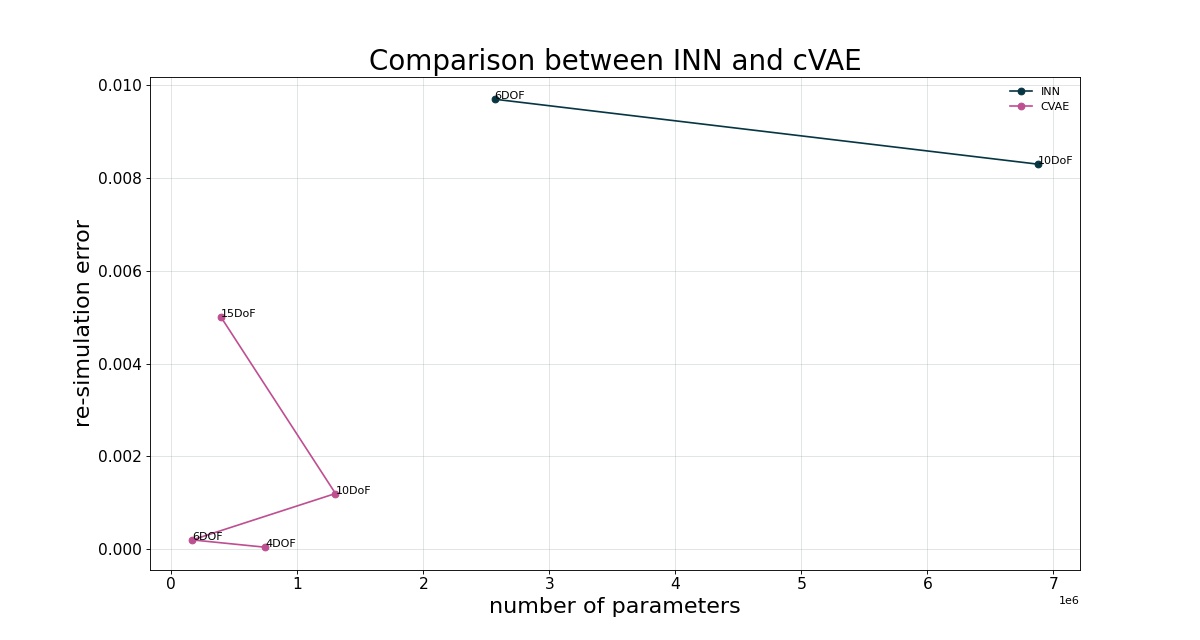 Comparison between INN and cVAE
re-simulation error
0.010
0.008
0.006
0.004
0.002
0.000
6DOF
10DoF
INN
CVAE
15DoF
10DoF
6DOF
4DOF
0 1 2 3 4 5 6 7
1e6
number of parameters